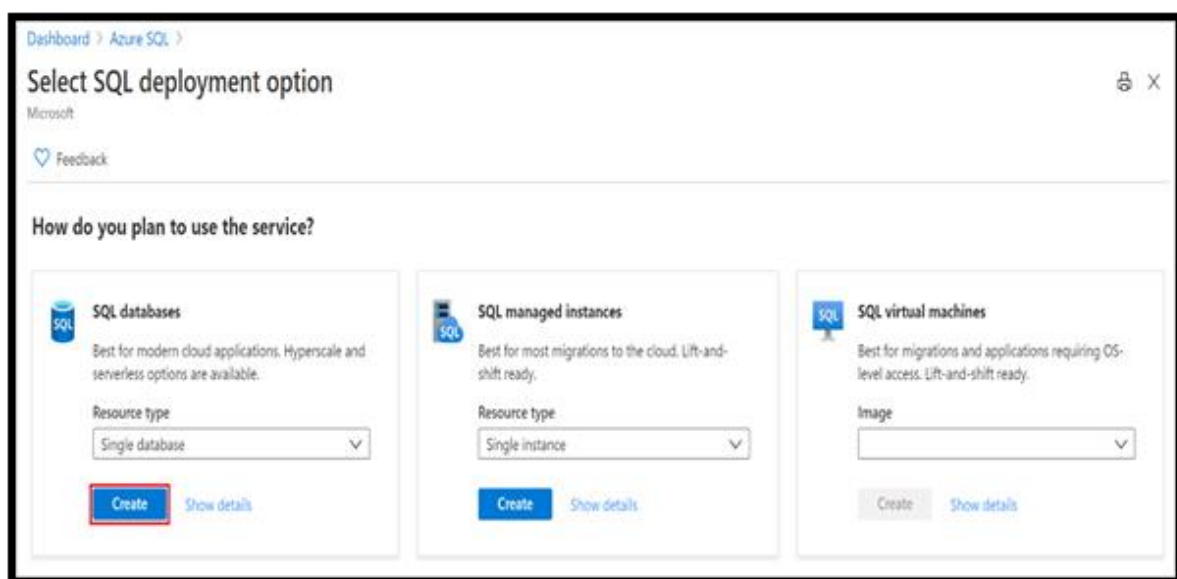 Dashboard > Azure SQL >
Select SQL deployment option
Microsoft
Feedback
How do you plan to use the service?
SQL
SQL databases
Best for modern cloud applications. Hyperscale and
serverless options are available.
Resource type
Single database
Create
Show details
SQL
SQL managed instances
Best for most migrations to the cloud. Lift-and-
shift ready.
Resource type
Single instance
Create
Show details
SQL
SQL virtual machines
Best for migrations and applications requiring OS-
level access. Lift-and-shift ready.
Image
Create
Show details